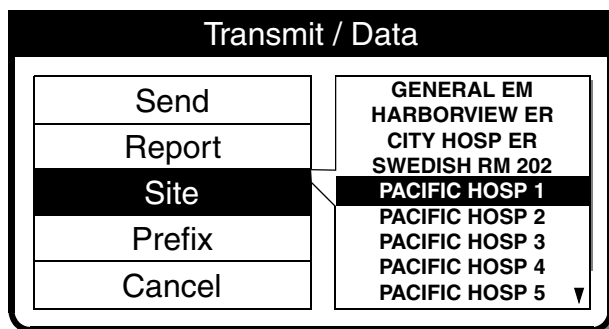 Transmit / Data
Send
Report
Site
Prefix
Cancel
GENERAL EM
HARBORVIEW ER
CITY HOSP ER
SWEDISH RM 202
PACIFIC HOSP 1
PACIFIC HOSP 2
PACIFIC HOSP 3
PACIFIC HOSP 4
PACIFIC HOSP 5